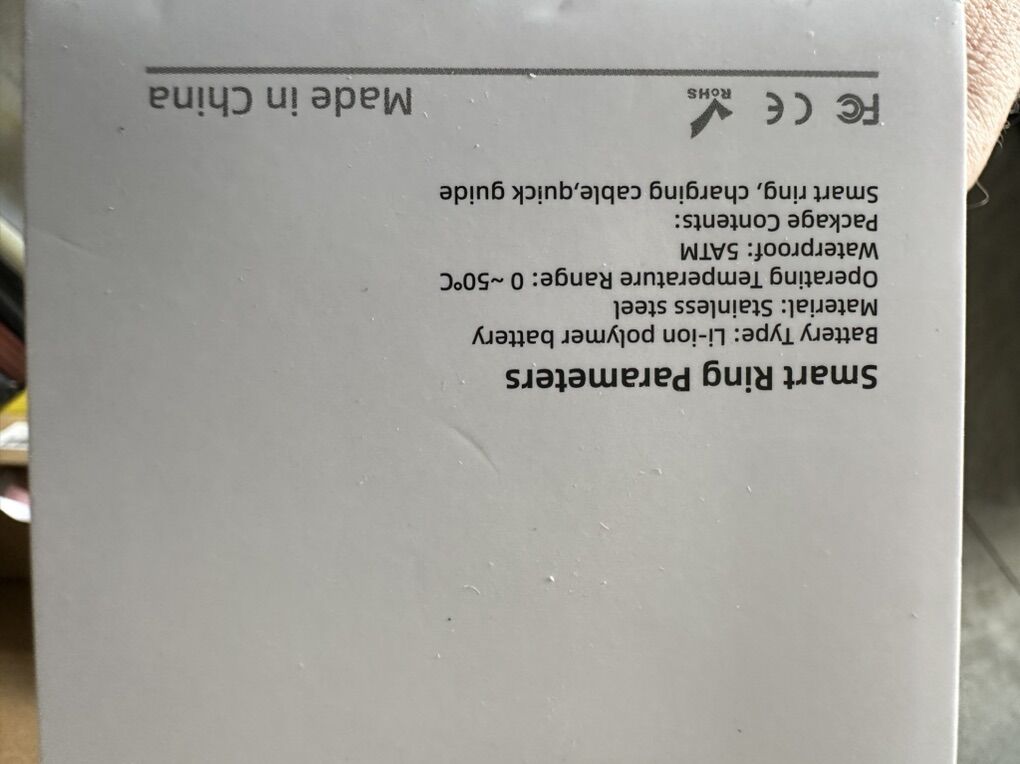 Smart Ring Parameters
Battery Type: Li-ion polymer battery
Material: Stainless steel
Operating Temperature Range: 0 ~50℃
Waterproof: 5ATM
Package Contents:
Smart ring, charging cable,quick guide
FC CE RoHS Made in China